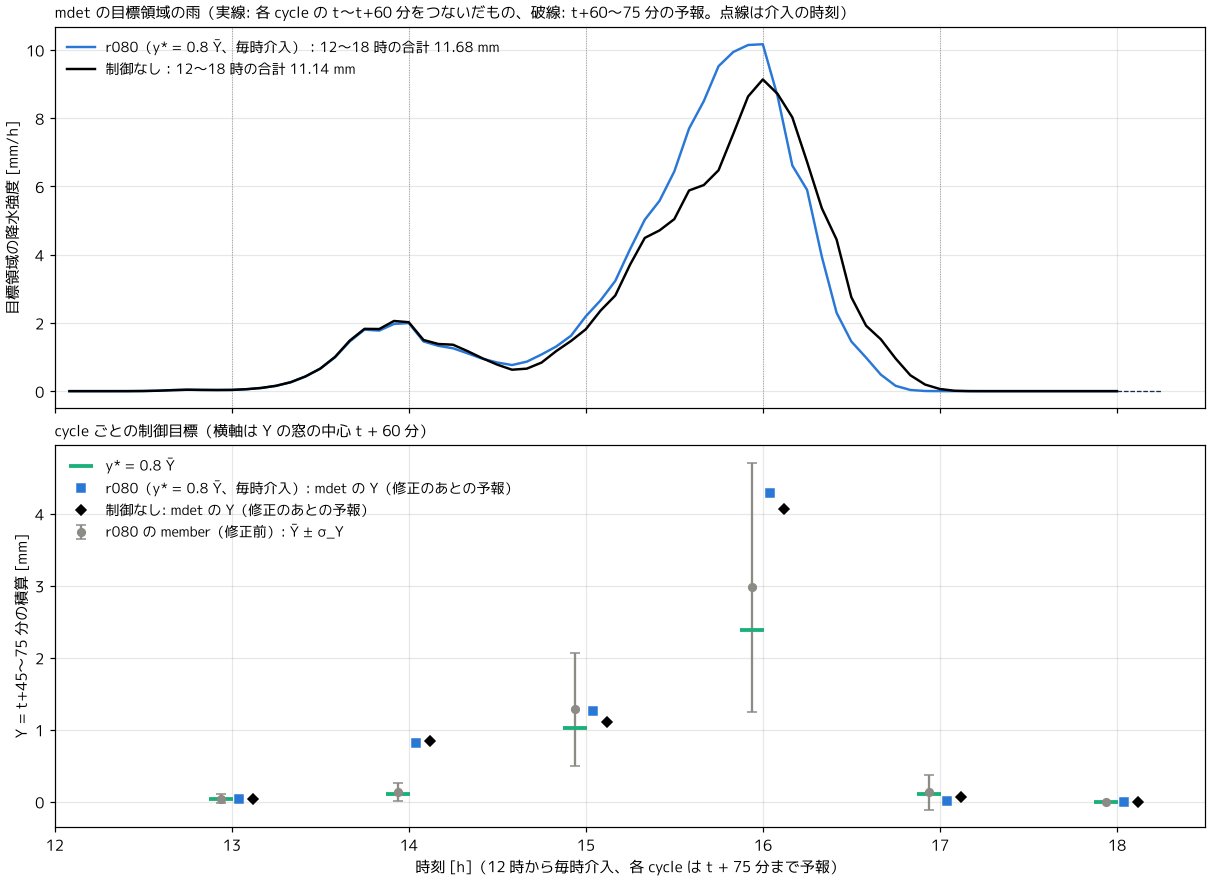 mdet の目標領域の雨（実線: 各 cycle の t〜t+60 分をつないだもの、破線: t+60〜75 分の予報。点線は介入の時刻）
r080（y* = 0.8 Ȳ、毎時介入）: 12〜18 時の合計 11.68 mm
制御なし : 12〜18 時の合計 11.14 mm
目標領域の降水強度 [mm/h]
10
8
6
4
2
0
cycle ごとの制御目標（横軸は Y の窓の中心 t + 60 分）
y* = 0.8 Ȳ
r080（y* = 0.8 Ȳ、毎時介入）: mdet の Y（修正のあとの予報）
制御なし: mdet の Y（修正のあとの予報）
r080 の member（修正前）: Ȳ ± σ_Y
Y = t+45〜75 分の積算 [mm]
4
3
2
1
0
12 13 14 15 16 17 18
時刻 [h]（12 時から毎時介入、各 cycle は t + 75 分まで予報）